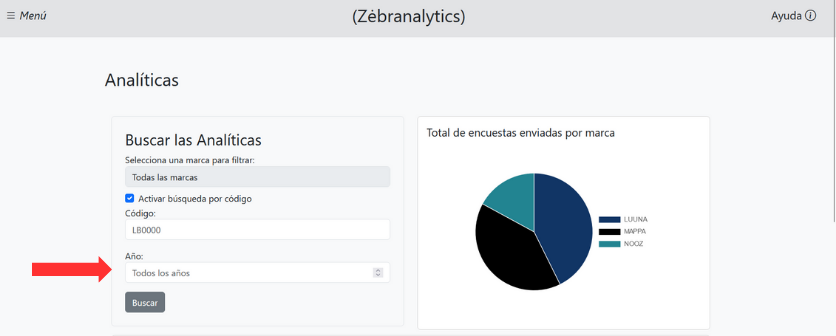 Menú
(Zėbranalytics)
Ayuda
Analíticas
Buscar las Analíticas
Selecciona una marca para filtrar:
Todas las marcas
Activar búsqueda por código
Código:
LB0000
Año:
Todos los años
Buscar
Total de encuestas enviadas por marca
LUUNA
MAPPA
NOOZ